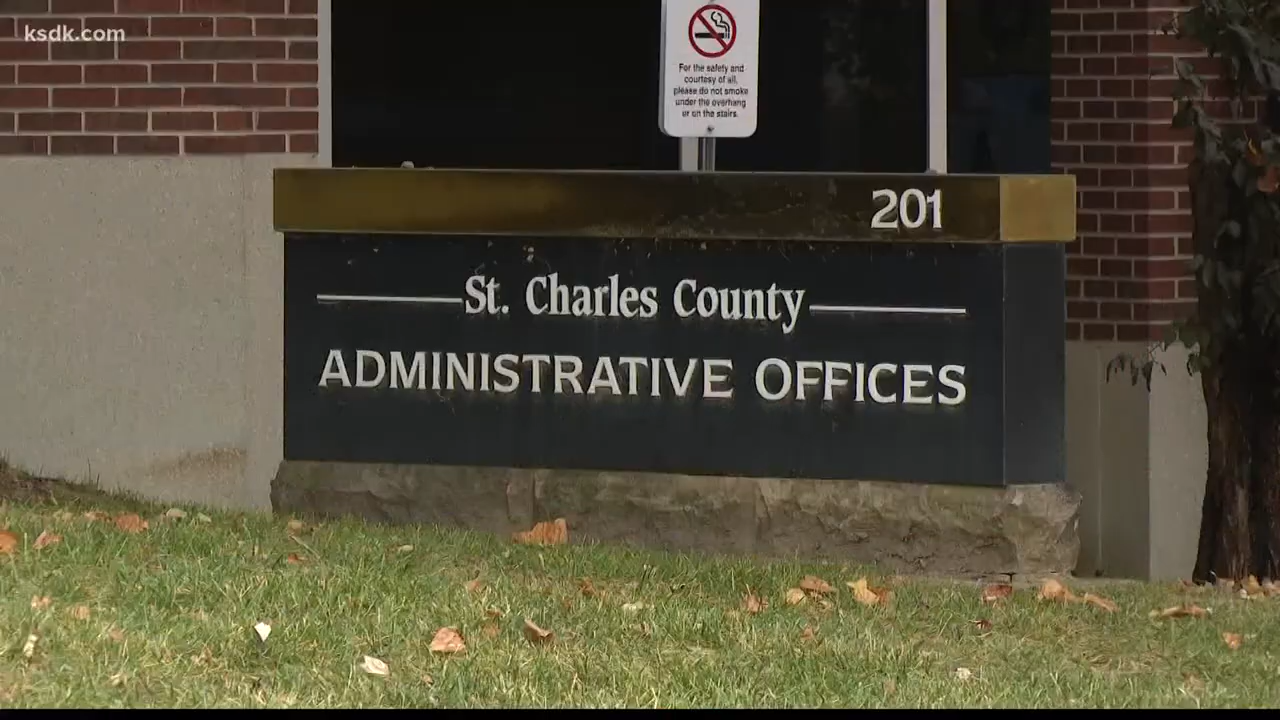 ksdk.com
For the safety and
courtesy of all,
please do not smoke
under the overhang
or on the stairs.
201
St. Charles County
ADMINISTRATIVE OFFICES